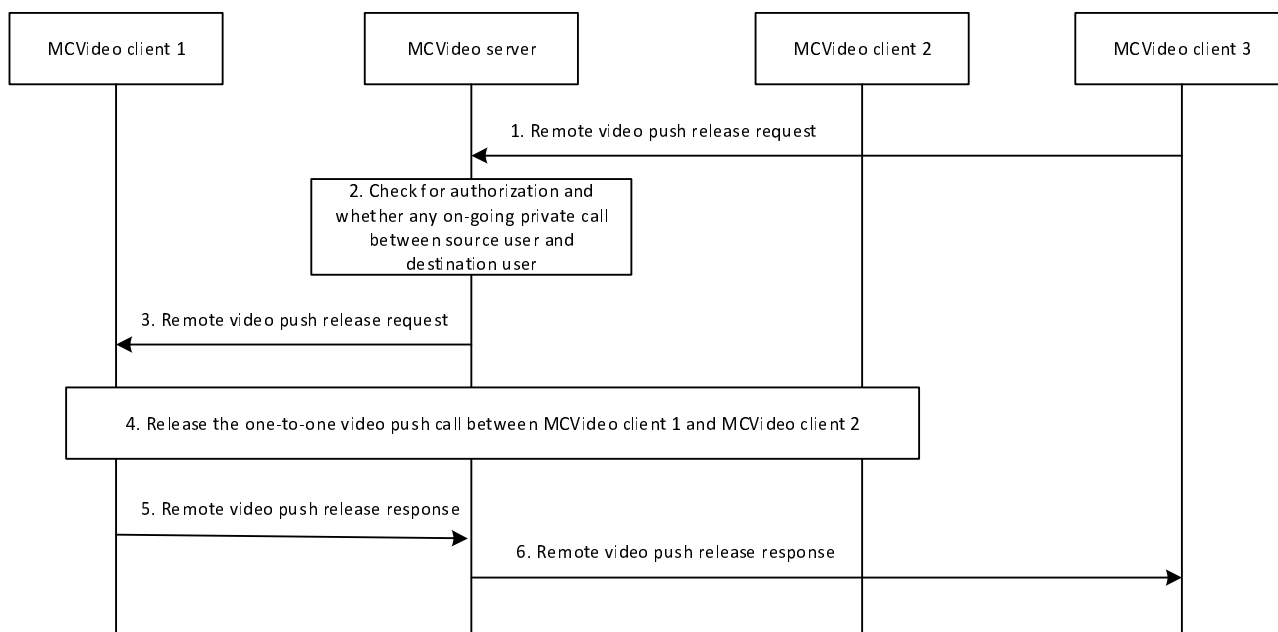 MCVideo client 1
MCVideo server
MCVideo client 2
MCVideo client 3
1. Remote video push release request
2. Check for authorization and
whether any on-going private call
between source user and
destination user
3. Remote video push release request
4. Release the one-to-one video push call between MCVideo client 1 and MCVideo client 2
5. Remote video push release response
6. Remote video push release response